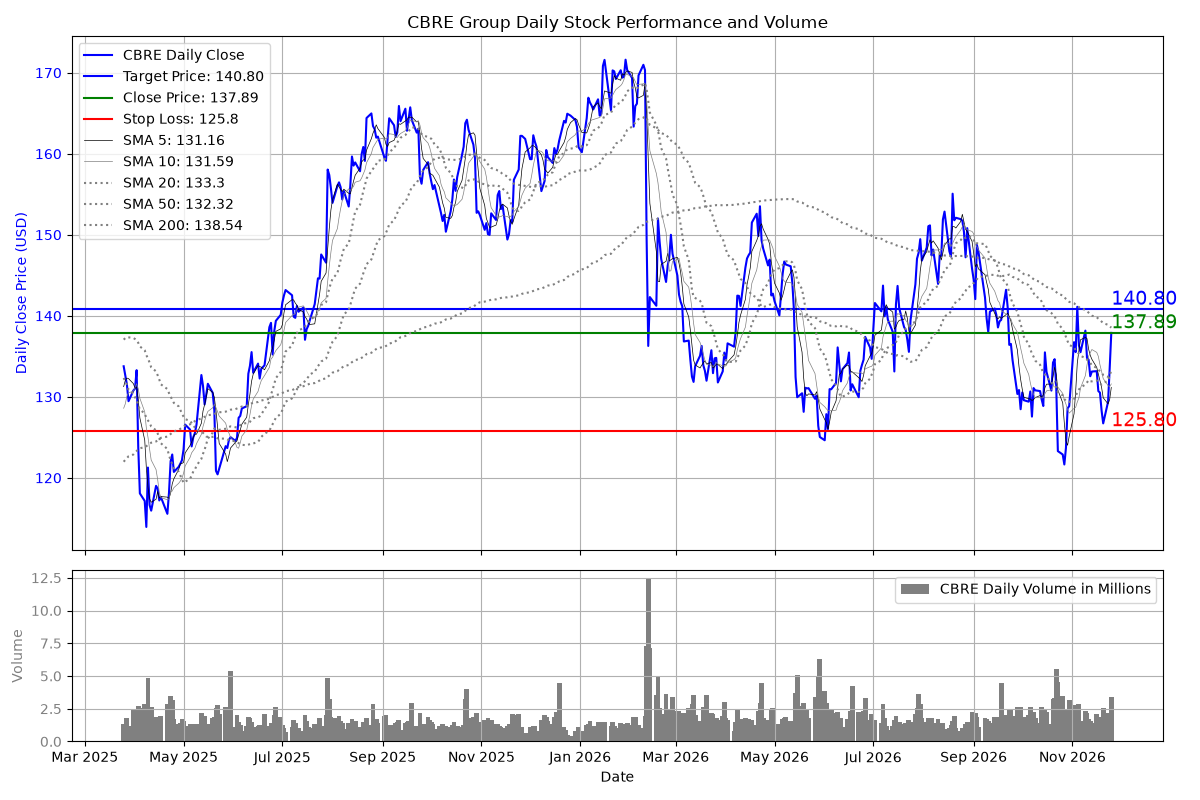 CBRE Group Daily Stock Performance and Volume
CBRE Daily Close
Target Price: 140.80
Close Price: 137.89
Stop Loss: 125.8
SMA 5: 131.16
SMA 10: 131.59
SMA 20: 133.3
SMA 50: 132.32
SMA 200: 138.54
Daily Close Price (USD)
170
160
150
140
130
120
140.80
137.89
125.80
CBRE Daily Volume in Millions
Volume
12.5
10.0
7.5
5.0
2.5
0.0
Mar 2025 May 2025 Jul 2025 Sep 2025 Nov 2025 Jan 2026 Mar 2026 May 2026 Jul 2026 Sep 2026 Nov 2026
Date